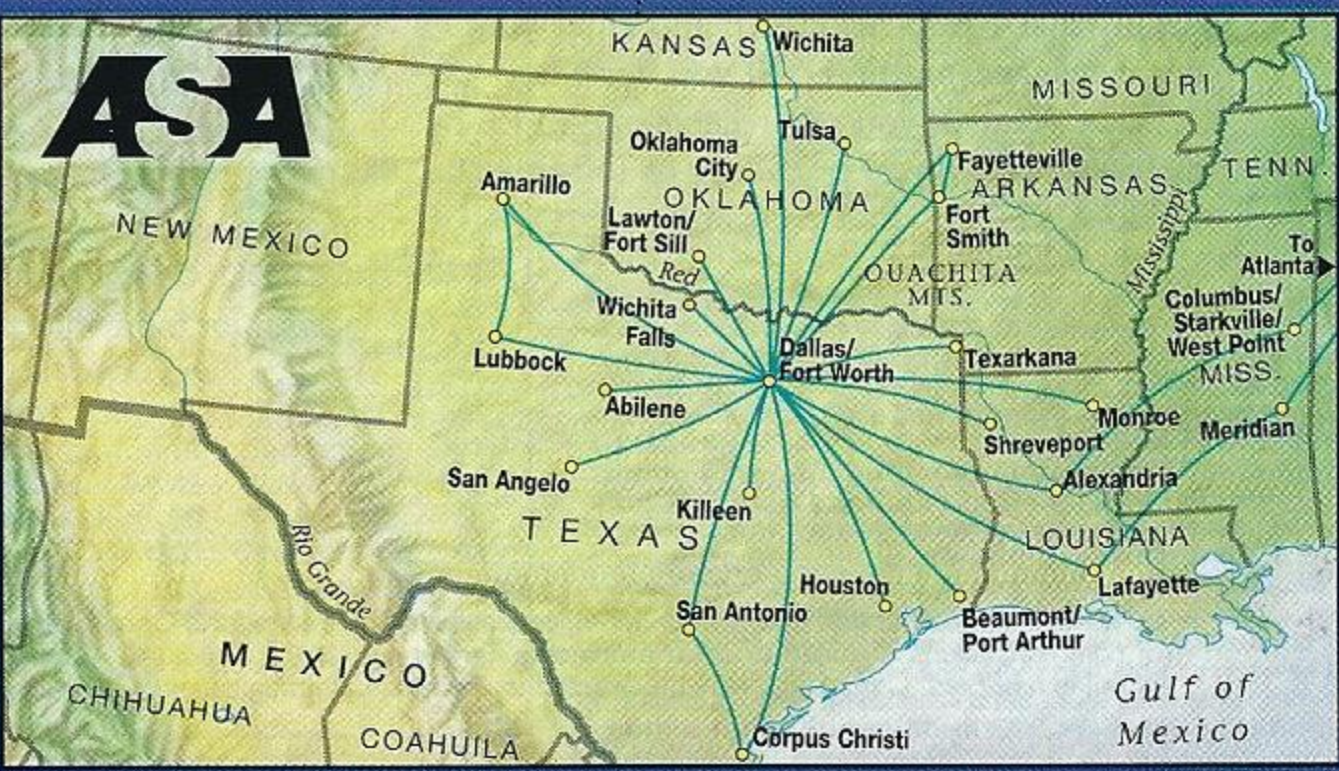 ASA
KANSAS
Wichita
MISSOURI
Oklahoma
City
Tulsa
Fayetteville
TENN.
Amarillo
OKLAHOMA
ARKANSAS
NEW MEXICO
Lawton/
Fort Sill
Fort
Smith
Mississippi
Red
OUACHITA
MTS.
To
Atlanta
Wichita
Falls
Columbus/
Starkville/
West Point
MISS.
Lubbock
Dallas/
Fort Worth
Texarkana
Abilene
Monroe
Meridian
Shreveport
San Angelo
Alexandria
Killeen
TEXAS
LOUISIANA
Rio Grande
Houston
Lafayette
San Antonio
Beaumont/
Port Arthur
MEXICO
CHIHUAHUA
Gulf of
Mexico
COAHUILA
Corpus Christi